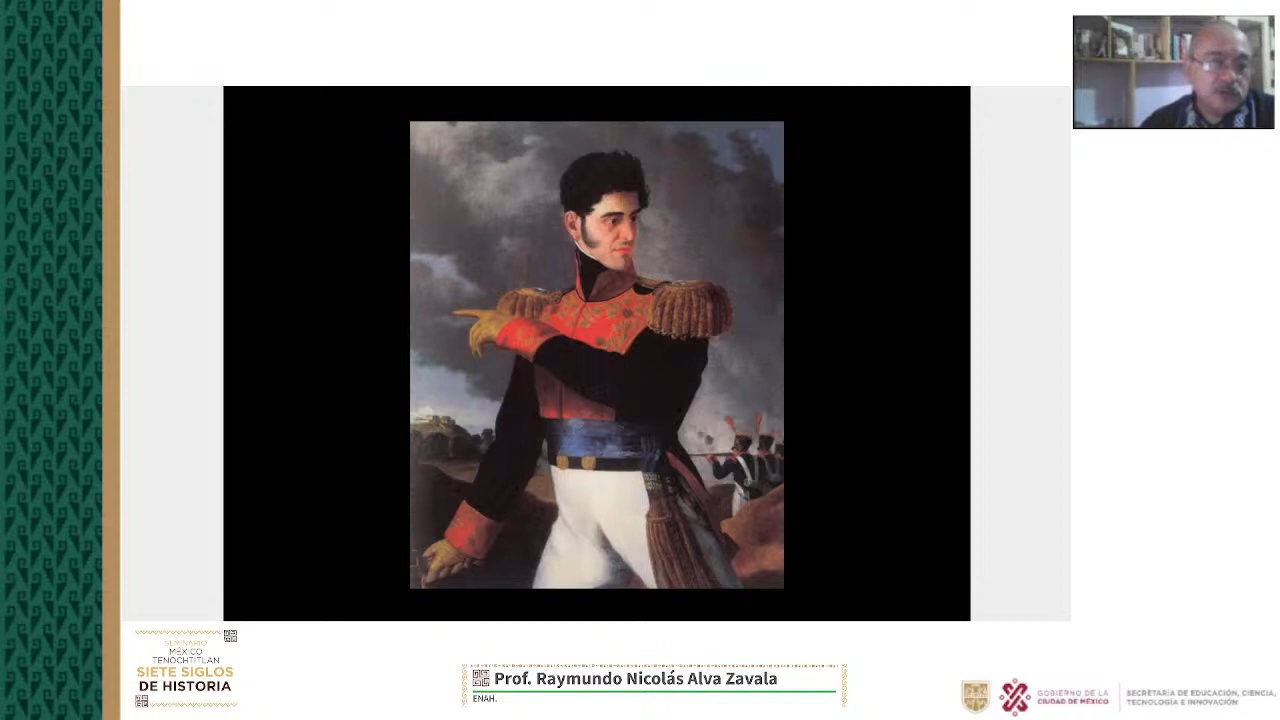 SEMINARIO
MÉXICO
TENOCHTITLAN
SIETE SIGLOS
DE HISTORIA
Prof. Raymundo Nicolás Alva Zavala
ENAH.
GOBIERNO DE LA
CIUDAD DE MÉXICO
SECRETARÍA DE EDUCACIÓN, CIENCIA,
TECNOLOGÍA E INNOVACIÓN